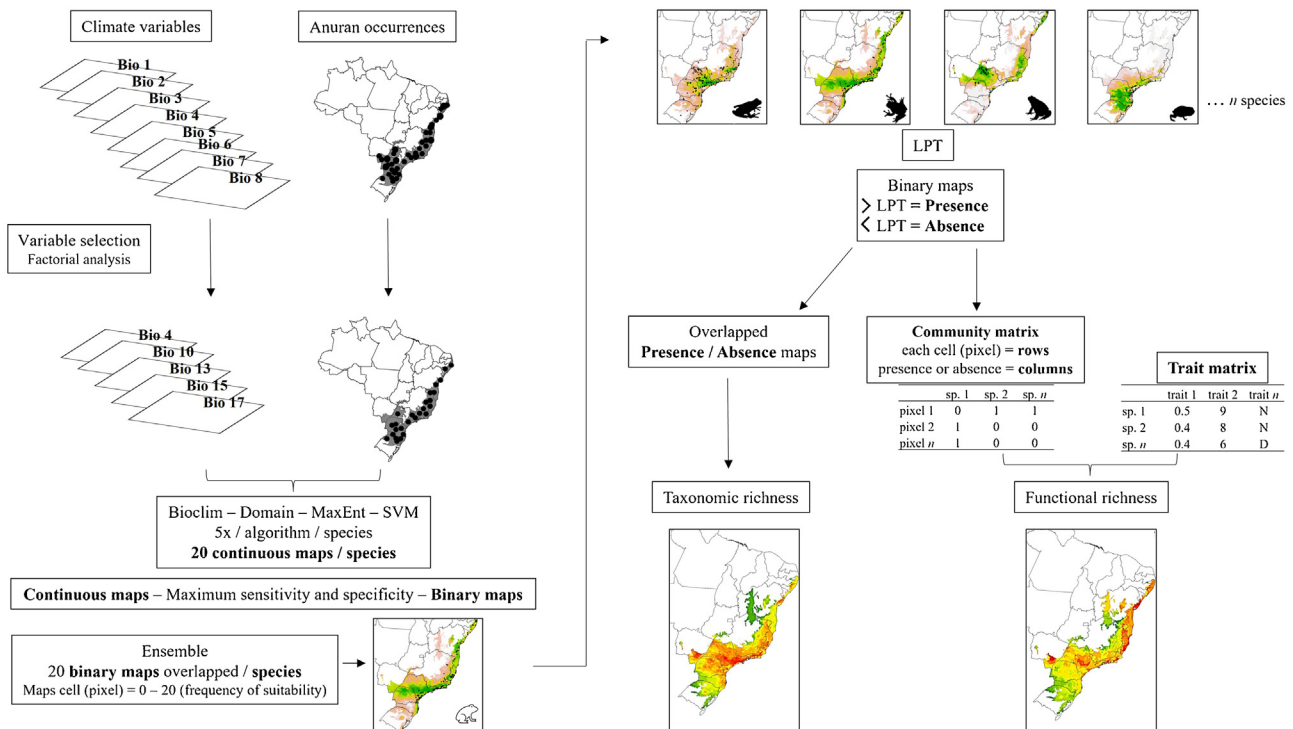 Climate variables
Anuran occurrences
Bio 1
Bio 2
Bio 3
Bio 4
Bio 5
Bio 6
Bio 7
Bio 8
Variable selection
Factorial analysis
Bio 4
Bio 10
Bio 13
Bio 15
Bio 17
Bioclim – Domain – MaxEnt – SVM
5x / algorithm / species
20 continuous maps / species
Continuous maps – Maximum sensitivity and specificity – Binary maps
Ensemble
20 binary maps overlapped / species
Maps cell (pixel) = 0 – 20 (frequency of suitability)
… n species
LPT
Binary maps
> LPT = Presence
< LPT = Absence
Overlapped
Presence / Absence maps
Community matrix
each cell (pixel) = rows
presence or absence = columns
sp. 1 sp. 2 sp. n
pixel 1 0 1 1
pixel 2 1 0 0
pixel n 1 0 0
Trait matrix
trait 1 trait 2 trait n
sp. 1 0.5 9 N
sp. 2 0.4 8 N
sp. n 0.4 6 D
Taxonomic richness
Functional richness